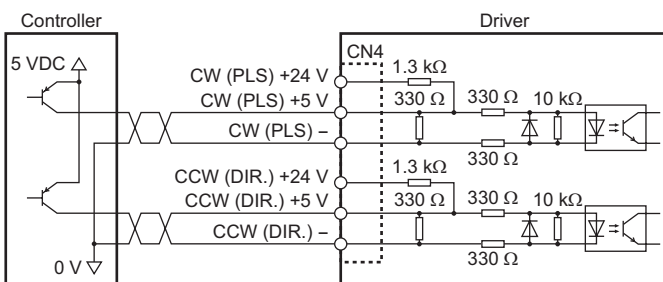 Controller
Driver
CN4
5 VDC
CW (PLS) +24 V
1.3 kΩ
CW (PLS) +5 V
330 Ω
330 Ω
10 kΩ
CW (PLS) –
330 Ω
CCW (DIR.) +24 V
1.3 kΩ
CCW (DIR.) +5 V
330 Ω
330 Ω
10 kΩ
CCW (DIR.) –
330 Ω
0 V